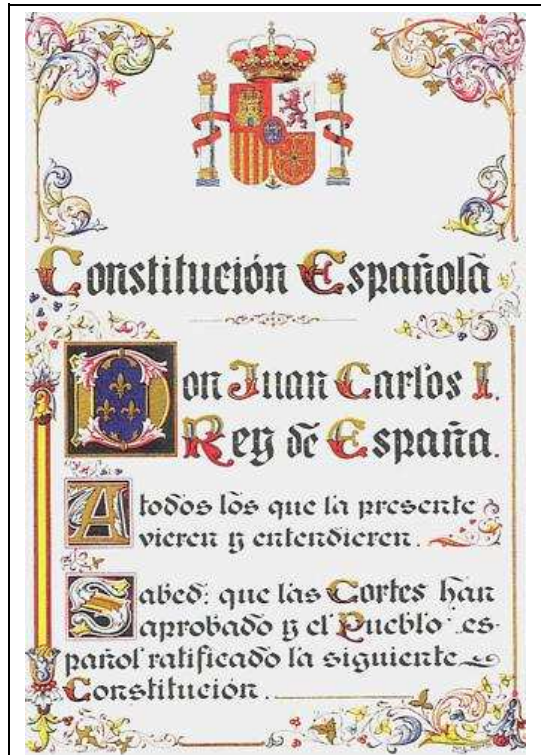 Constitución Española
Don Juan Carlos I.
Rey de España.
A todos los que la presente
vieren y entendieren.
Sabed: que las Cortes han
aprobado y el Pueblo es-
pañol ratificado la siguiente
Constitución.